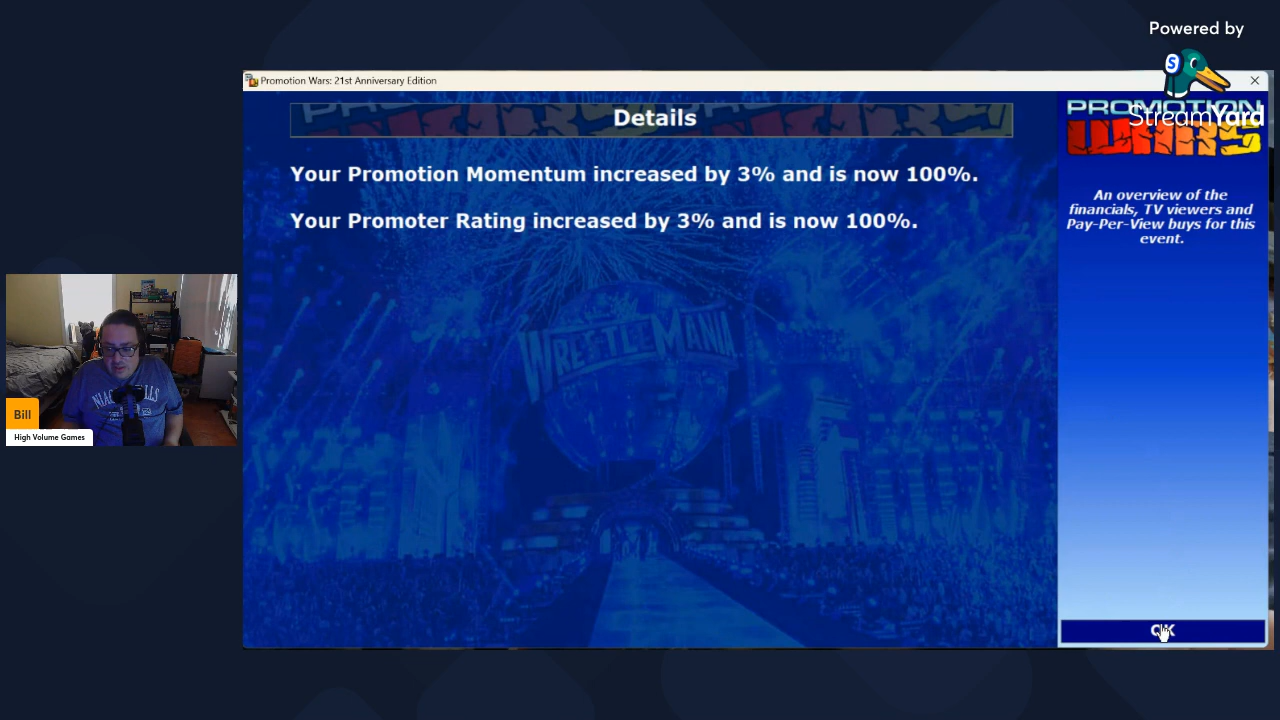 Powered by
StreamYard
Promotion Wars: 21st Anniversary Edition
Details
Your Promotion Momentum increased by 3% and is now 100%.
Your Promoter Rating increased by 3% and is now 100%.
WRESTLEMANIA
PROMOTION
WARS
An overview of the
financials, TV viewers and
Pay-Per-View buys for this
event.
OK
Bill
High Volume Games